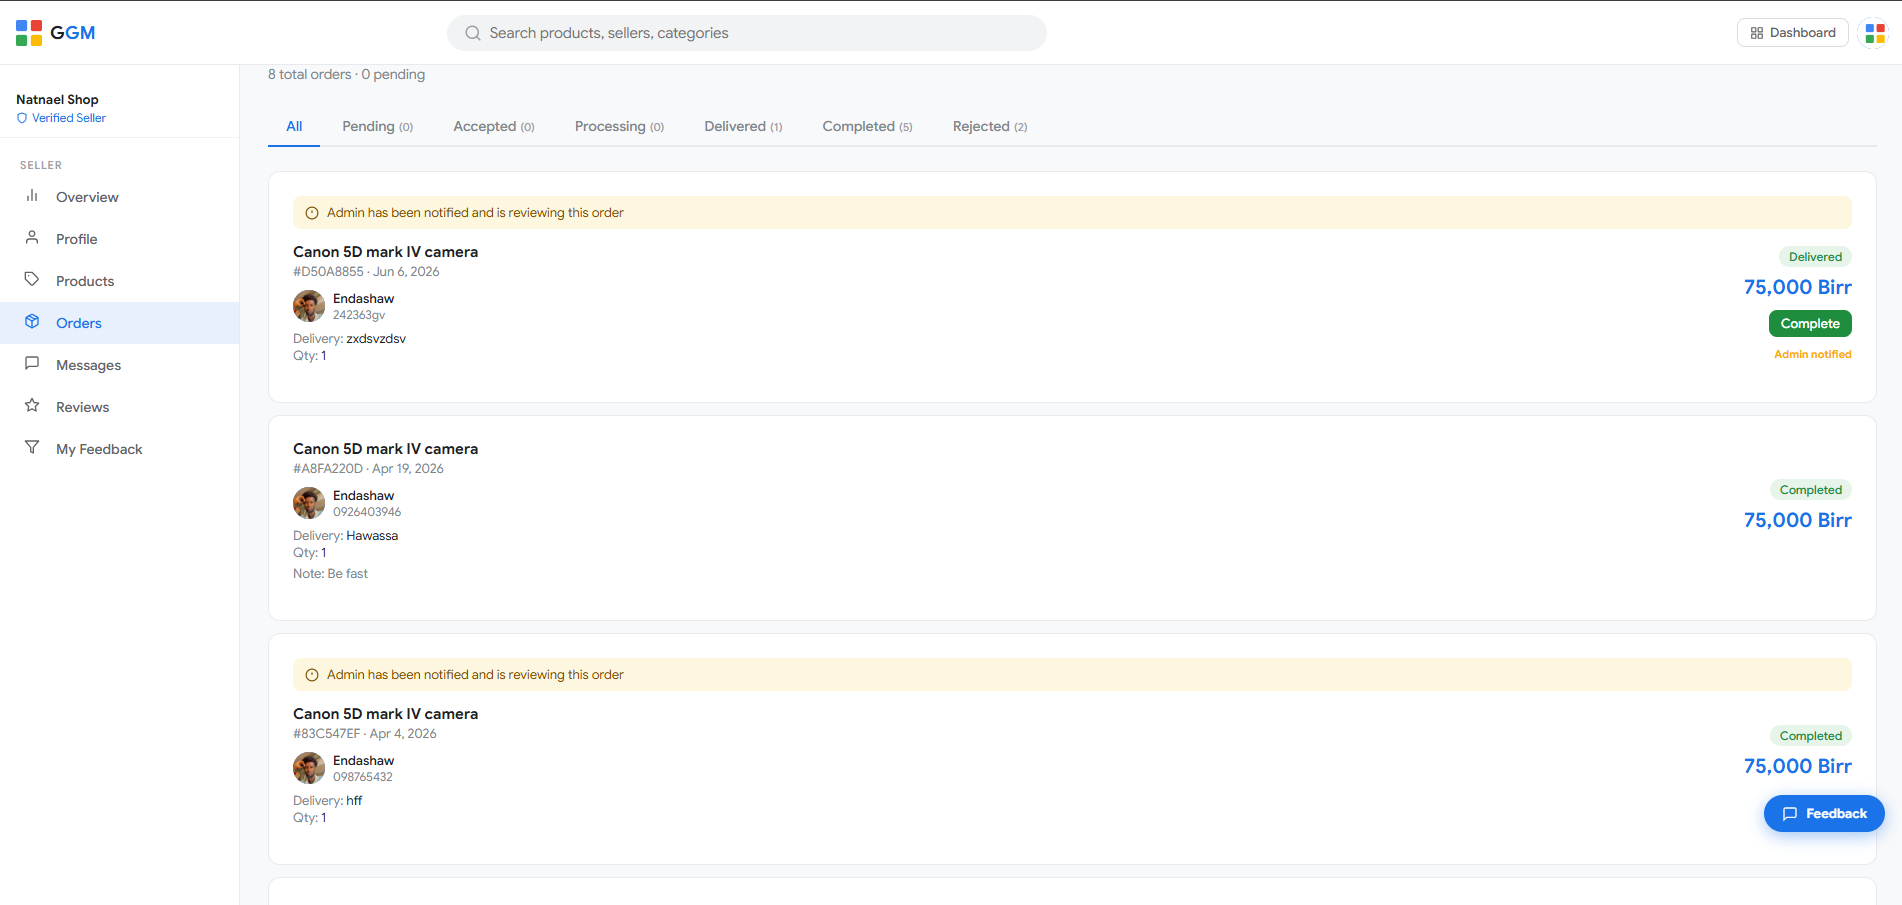 GGM
Search products, sellers, categories
Dashboard
Natnael Shop
Verified Seller
SELLER
Overview
Profile
Products
Orders
Messages
Reviews
My Feedback
8 total orders · 0 pending
All
Pending (0)
Accepted (0)
Processing (0)
Delivered (1)
Completed (5)
Rejected (2)
Admin has been notified and is reviewing this order
Canon 5D mark IV camera
#D50A8855 · Jun 6, 2026
Endashaw
242363gv
Delivery: zxdsvzdsv
Qty: 1
Delivered
75,000 Birr
Complete
Admin notified
Canon 5D mark IV camera
#A8FA220D · Apr 19, 2026
Endashaw
0926403946
Delivery: Hawassa
Qty: 1
Note: Be fast
Completed
75,000 Birr
Admin has been notified and is reviewing this order
Canon 5D mark IV camera
#83C547EF · Apr 4, 2026
Endashaw
098765432
Delivery: hff
Qty: 1
Completed
75,000 Birr
Feedback